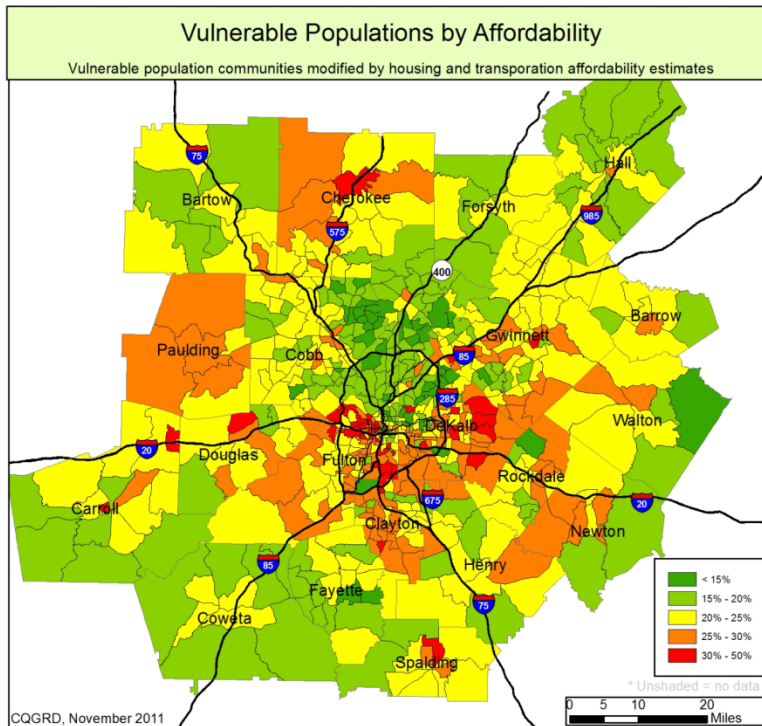 Vulnerable Populations by Affordability
Vulnerable population communities modified by housing and transporation affordability estimates
75
Hall
Bartow
Cherokee
Forsyth
985
575
400
Barrow
Gwinnett
Paulding
Cobb
85
285
DeKalb
Walton
20
Douglas
Fulton
Rockdale
675
20
Carroll
Clayton
Newton
85
Henry
Fayette
75
Coweta
Spalding
< 15%
15% - 20%
20% - 25%
25% - 30%
30% - 50%
* Unshaded = no data
CQGRD, November 2011
0 5 10 20
Miles